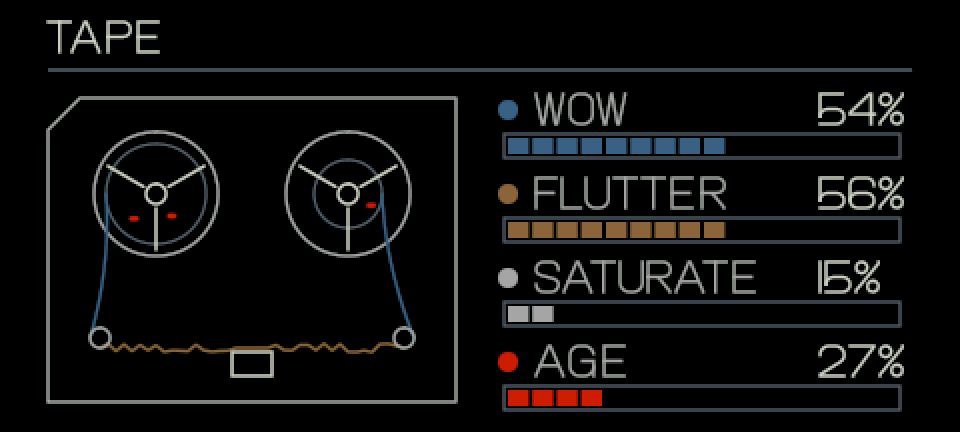 TAPE
WOW 54%
FLUTTER 56%
SATURATE 15%
AGE 27%